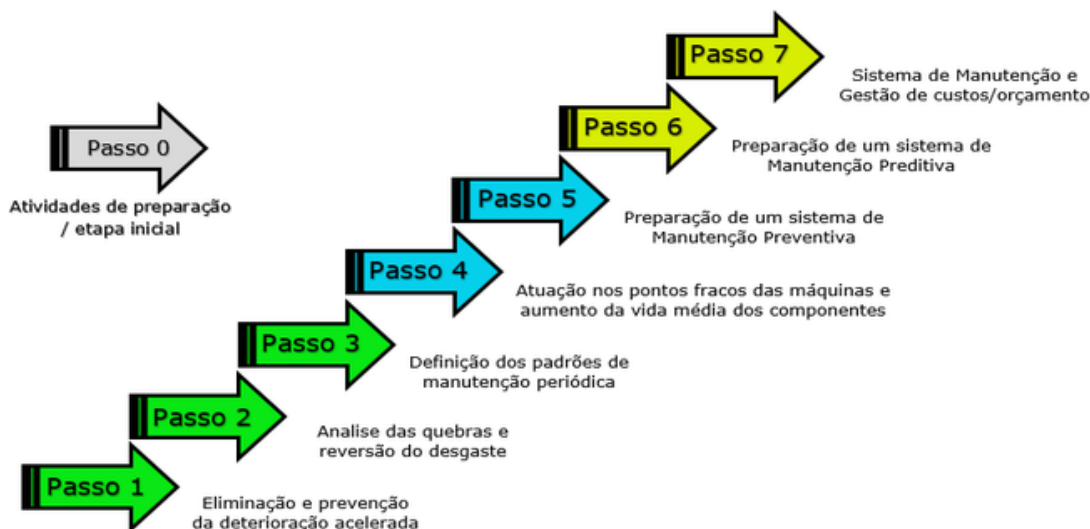 Passo 7
Sistema de Manutenção e
Gestão de custos/orçamento
Passo 6
Preparação de um sistema de
Manutenção Preditiva
Passo 0
Atividades de preparação
/ etapa inicial
Passo 5
Preparação de um sistema de
Manutenção Preventiva
Passo 4
Atuação nos pontos fracos das máquinas e
aumento da vida média dos componentes
Passo 3
Definição dos padrões de
manutenção periódica
Passo 2
Analise das quebras e
reversão do desgaste
Passo 1
Eliminação e prevenção
da deterioração acelerada